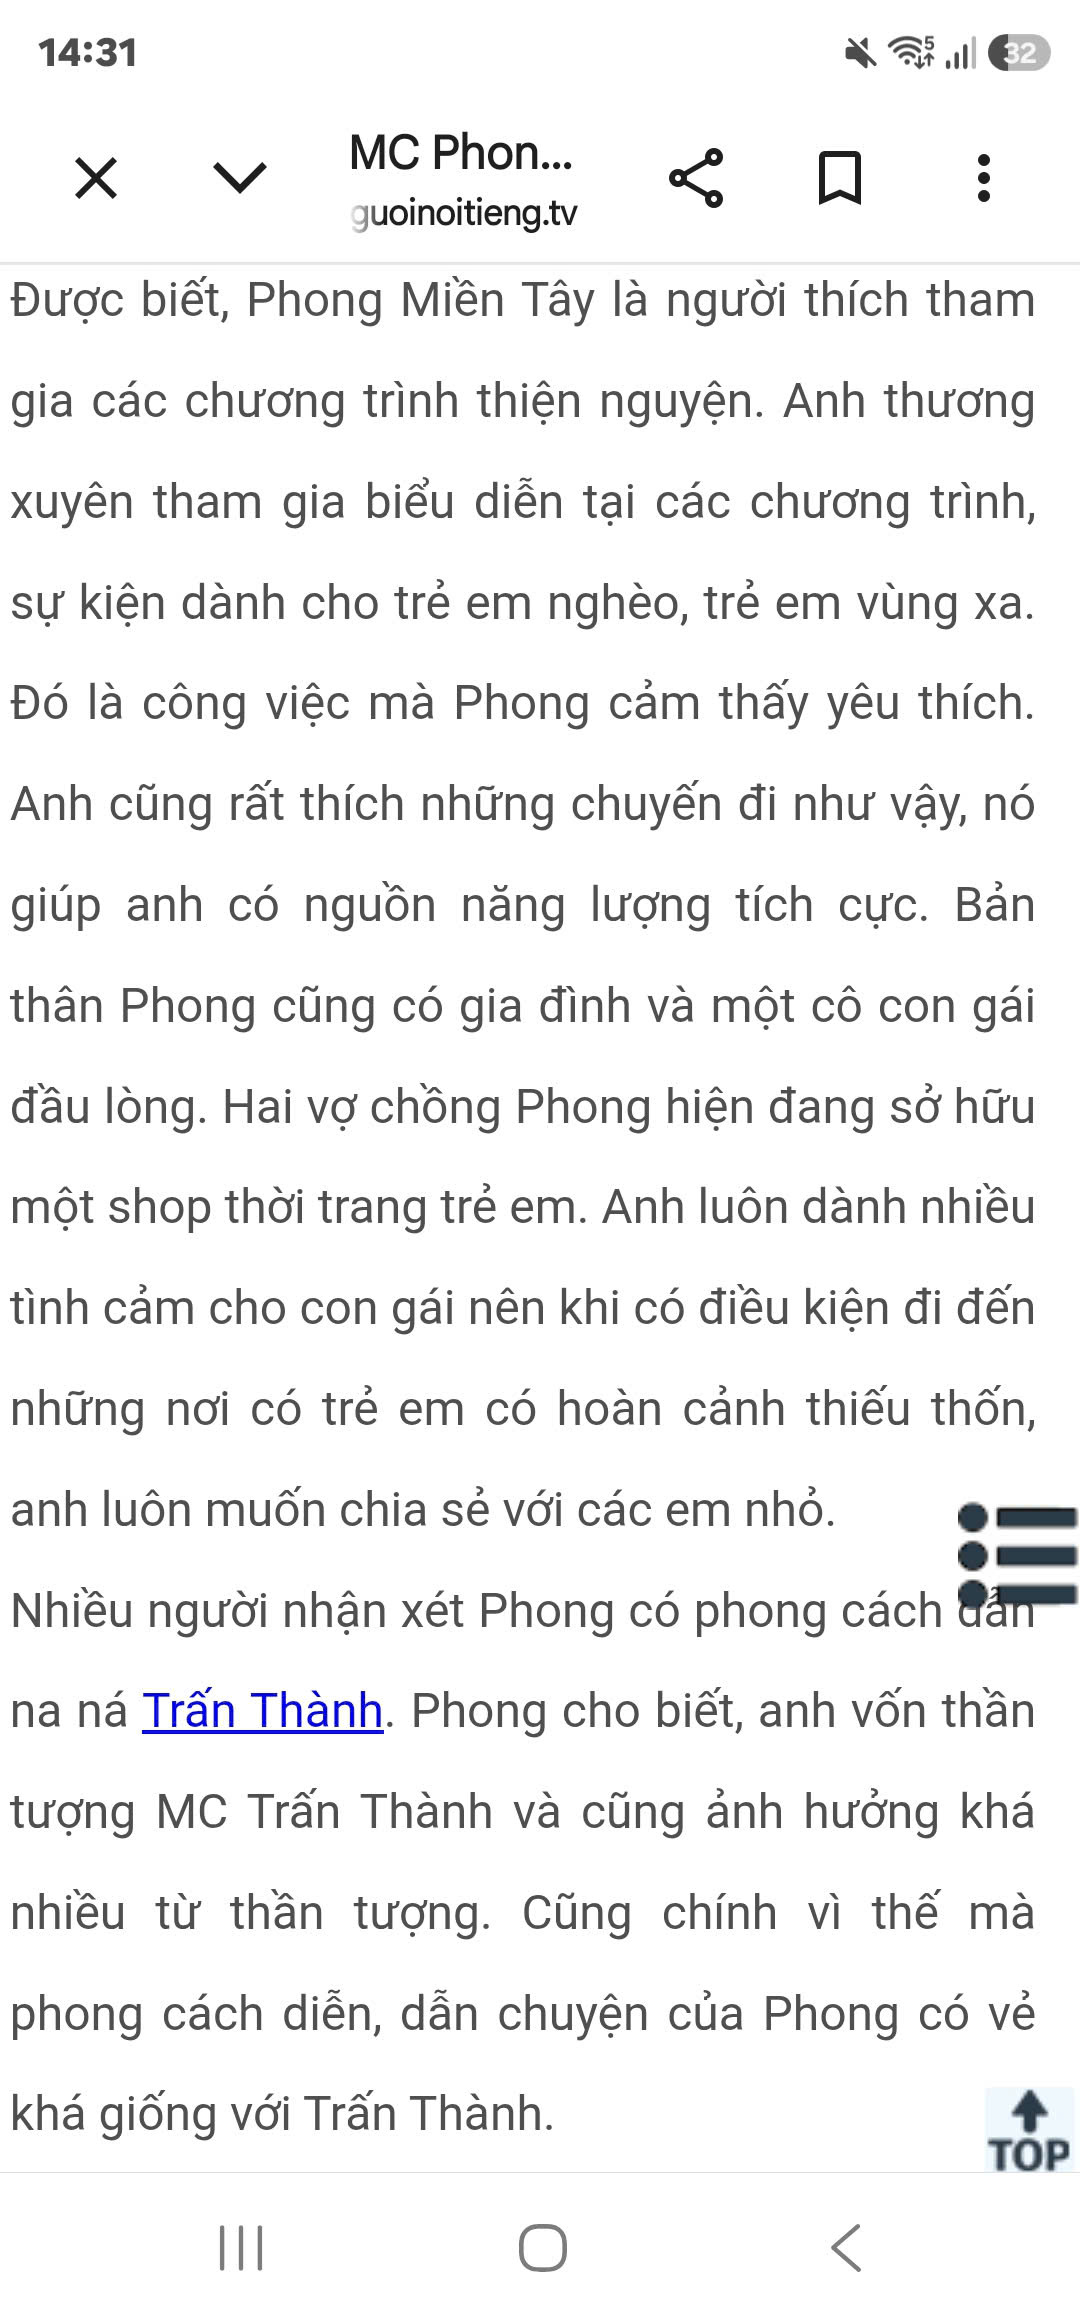 14:31
5
32
MC Phon...
guoinoitieng.tv
Được biết, Phong Miền Tây là người thích tham
gia các chương trình thiện nguyện. Anh thương
xuyên tham gia biểu diễn tại các chương trình,
sự kiện dành cho trẻ em nghèo, trẻ em vùng xa.
Đó là công việc mà Phong cảm thấy yêu thích.
Anh cũng rất thích những chuyến đi như vậy, nó
giúp anh có nguồn năng lượng tích cực. Bản
thân Phong cũng có gia đình và một cô con gái
đầu lòng. Hai vợ chồng Phong hiện đang sở hữu
một shop thời trang trẻ em. Anh luôn dành nhiều
tình cảm cho con gái nên khi có điều kiện đi đến
những nơi có trẻ em có hoàn cảnh thiếu thốn,
anh luôn muốn chia sẻ với các em nhỏ.
Nhiều người nhận xét Phong có phong cách
na ná Trấn Thành. Phong cho biết, anh vốn thần
tượng MC Trấn Thành và cũng ảnh hưởng khá
nhiều từ thần tượng. Cũng chính vì thế mà
phong cách diễn, dẫn chuyện của Phong có vẻ
khá giống với Trấn Thành.
TOP